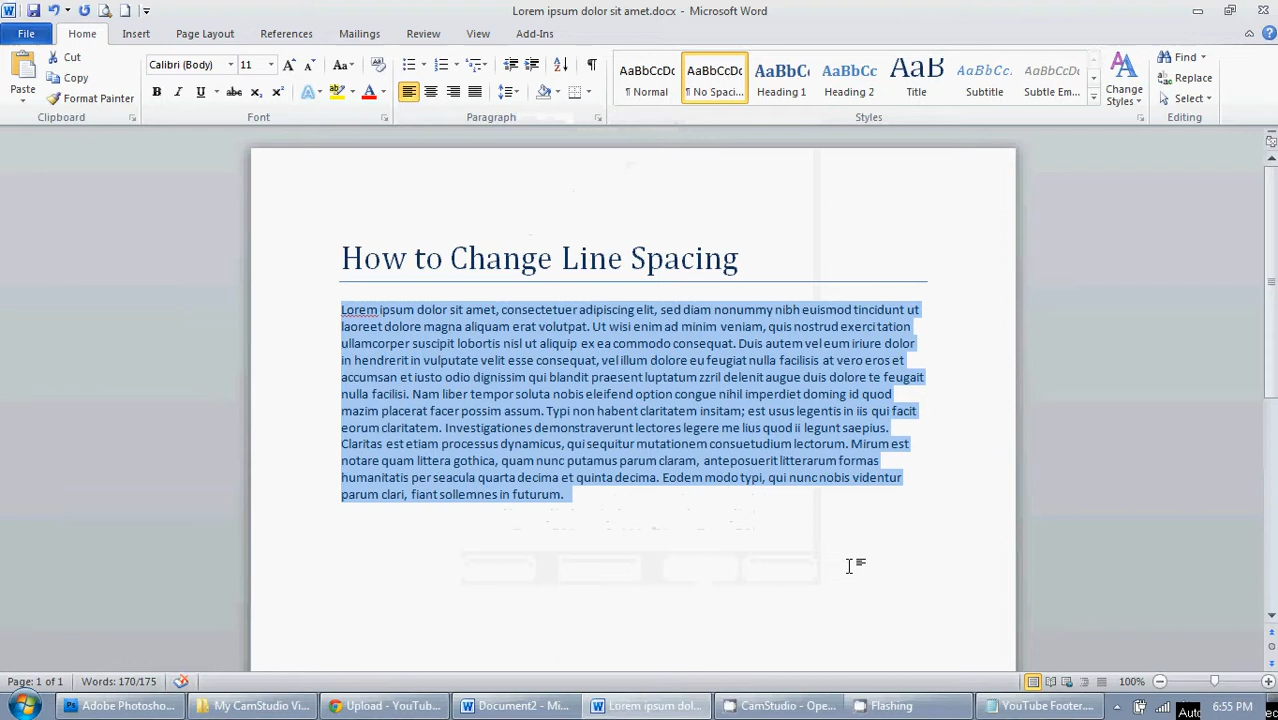 Lorem ipsum dolor sit amet.docx - Microsoft Word
File Home Insert Page Layout References Mailings Review View Add-Ins
Paste
Cut
Copy
Format Painter
Clipboard
Calibri (Body) 11
Font
Paragraph
AaBbCcDc AaBbCcDc AaBbCc AaBbCc AaB AaBbCc. AaBbCcDc
¶ Normal ¶ No Spaci... Heading 1 Heading 2 Title Subtitle Subtle Em...
Change
Styles
Styles
Find
Replace
Select
Editing
How to Change Line Spacing
Lorem ipsum dolor sit amet, consectetuer adipiscing elit, sed diam nonummy nibh euismod tincidunt ut
laoreet dolore magna aliquam erat volutpat. Ut wisi enim ad minim veniam, quis nostrud exerci tation
ullamcorper suscipit lobortis nisl ut aliquip ex ea commodo consequat. Duis autem vel eum iriure dolor
in hendrerit in vulputate velit esse consequat, vel illum dolore eu feugiat nulla facilisis at vero eros et
accumsan et iusto odio dignissim qui blandit praesent luptatum zzril delenit augue duis dolore te feugait
nulla facilisi. Nam liber tempor soluta nobis eleifend option congue nihil imperdiet doming id quod
mazim placerat facer possim assum. Typi non habent claritatem insitam; est usus legentis in iis qui facit
eorum claritatem. Investigationes demonstraverunt lectores legere me lius quod ii legunt saepius.
Claritas est etiam processus dynamicus, qui sequitur mutationem consuetudium lectorum. Mirum est
notare quam littera gothica, quam nunc putamus parum claram, anteposuerit litterarum formas
humanitatis per seacula quarta decima et quinta decima. Eodem modo typi, qui nunc nobis videntur
parum clari, fiant sollemnes in futurum.
Page: 1 of 1 Words: 170/175 100%
Adobe Photosho... My CamStudio Vi... Upload - YouTube... Document2 - Mi... Lorem ipsum dol... CamStudio - Ope... Flashing YouTube Footer... Auto 6:55 PM